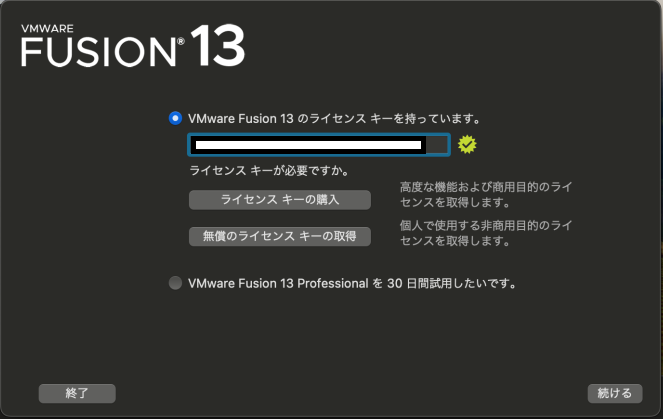 VMWARE
FUSION® 13
VMware Fusion 13 のライセンス キーを持っています。
ライセンス キーが必要ですか。
ライセンス キーの購入
高度な機能および商用目的のライ
センスを取得します。
無償のライセンス キーの取得
個人で使用する非商用目的のライ
センスを取得します。
VMware Fusion 13 Professional を 30 日間試用したいです。
終了
続ける